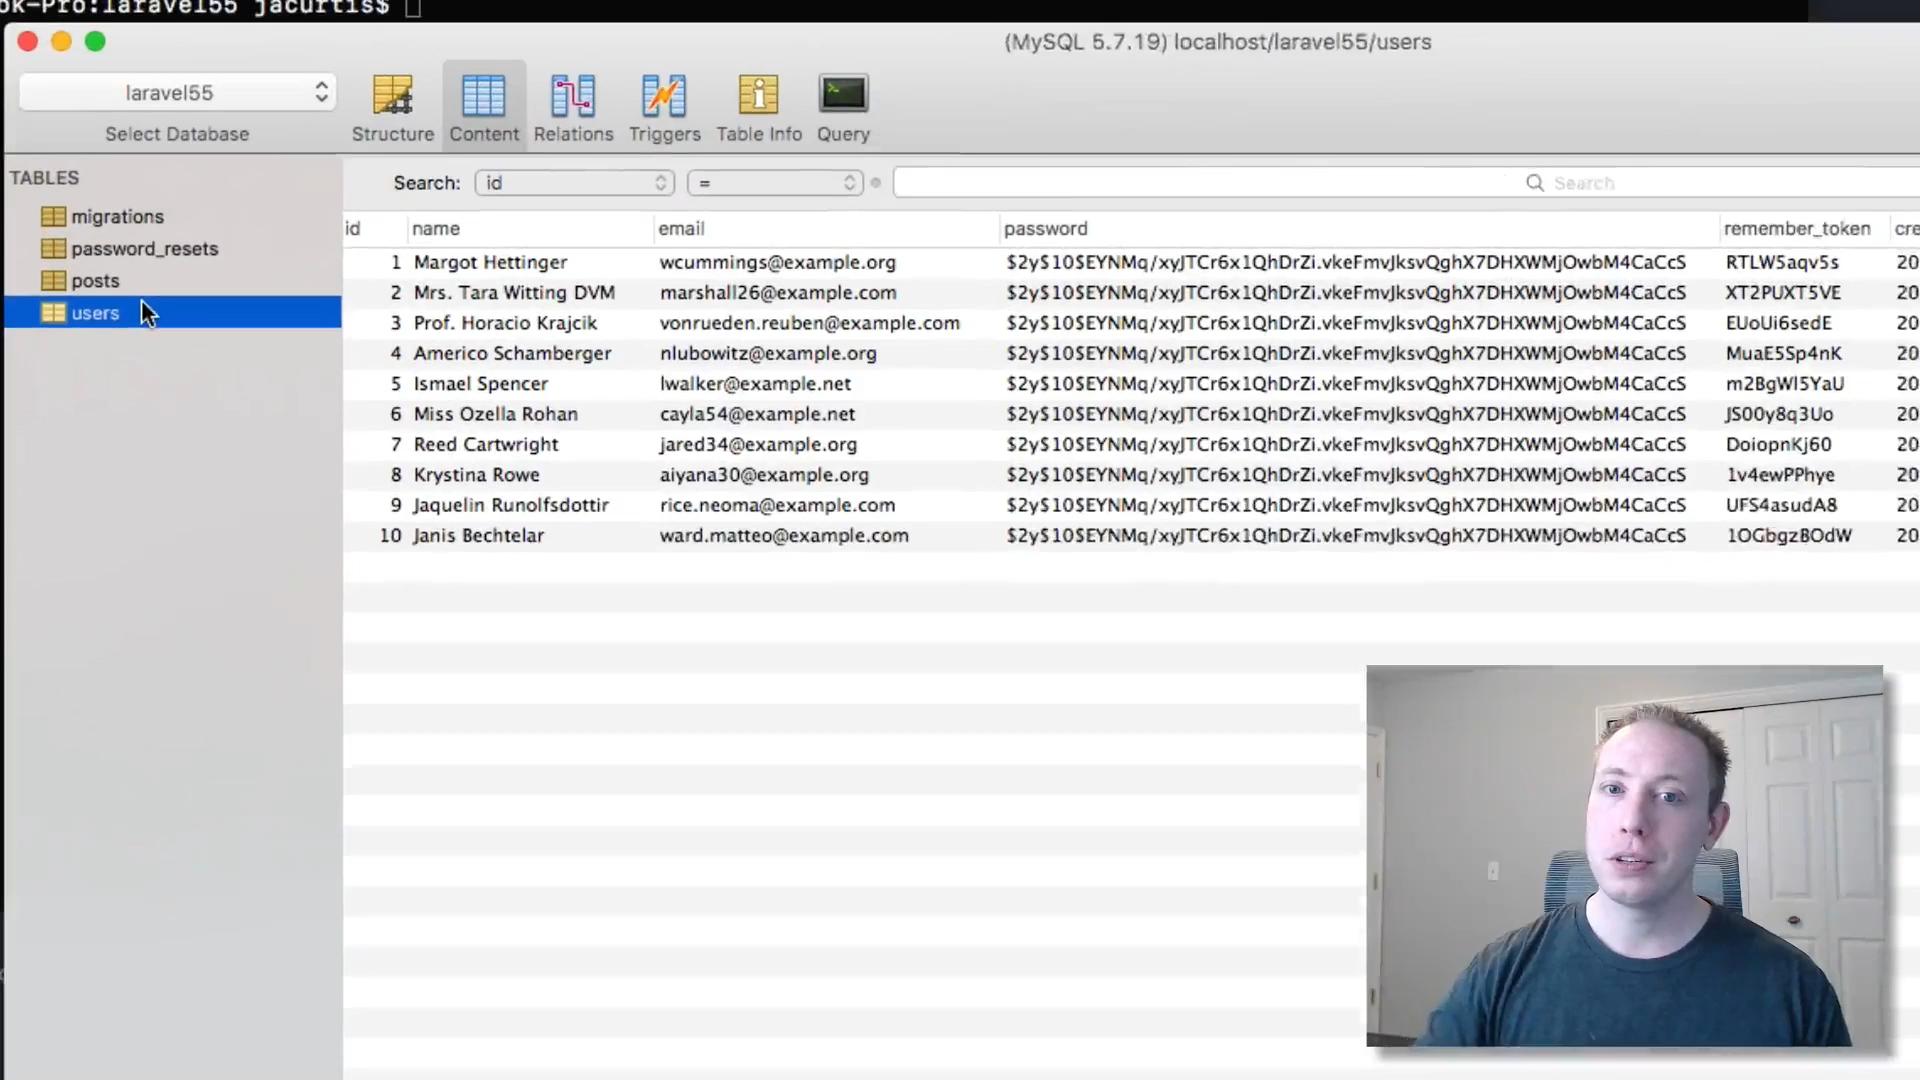 ok-Pro:laravel55 jacurtis$
(MySQL 5.7.19) localhost/laravel55/users
laravel55
Select Database
Structure Content Relations Triggers Table Info Query
TABLES
migrations
password_resets
posts
users
Search: id = Search
id name email password remember_token cre
1 Margot Hettinger wcummings@example.org $2y$10$EYNMq/xyJTCr6x1QhDrZi.vkeFmvJksvQghX7DHXWMjOwbM4CaCcS RTLW5aqv5s 20
2 Mrs. Tara Witting DVM marshall26@example.com $2y$10$EYNMq/xyJTCr6x1QhDrZi.vkeFmvJksvQghX7DHXWMjOwbM4CaCcS XT2PUXT5VE 20
3 Prof. Horacio Krajcik vonrueden.reuben@example.com $2y$10$EYNMq/xyJTCr6x1QhDrZi.vkeFmvJksvQghX7DHXWMjOwbM4CaCcS EUoUi6sedE 20
4 Americo Schamberger nlubowitz@example.org $2y$10$EYNMq/xyJTCr6x1QhDrZi.vkeFmvJksvQghX7DHXWMjOwbM4CaCcS MuaE5Sp4nK 20
5 Ismael Spencer lwalker@example.net $2y$10$EYNMq/xyJTCr6x1QhDrZi.vkeFmvJksvQghX7DHXWMjOwbM4CaCcS m2BgWl5YaU 20
6 Miss Ozella Rohan cayla54@example.net $2y$10$EYNMq/xyJTCr6x1QhDrZi.vkeFmvJksvQghX7DHXWMjOwbM4CaCcS JS00y8q3Uo 20
7 Reed Cartwright jared34@example.org $2y$10$EYNMq/xyJTCr6x1QhDrZi.vkeFmvJksvQghX7DHXWMjOwbM4CaCcS DoiopnKj60 20
8 Krystina Rowe aiyana30@example.org $2y$10$EYNMq/xyJTCr6x1QhDrZi.vkeFmvJksvQghX7DHXWMjOwbM4CaCcS 1v4ewPPhye 20
9 Jaquelin Runolfsdottir rice.neoma@example.com $2y$10$EYNMq/xyJTCr6x1QhDrZi.vkeFmvJksvQghX7DHXWMjOwbM4CaCcS UFS4asudA8 20
10 Janis Bechtelar ward.matteo@example.com $2y$10$EYNMq/xyJTCr6x1QhDrZi.vkeFmvJksvQghX7DHXWMjOwbM4CaCcS 1OGbgzBOdW 20